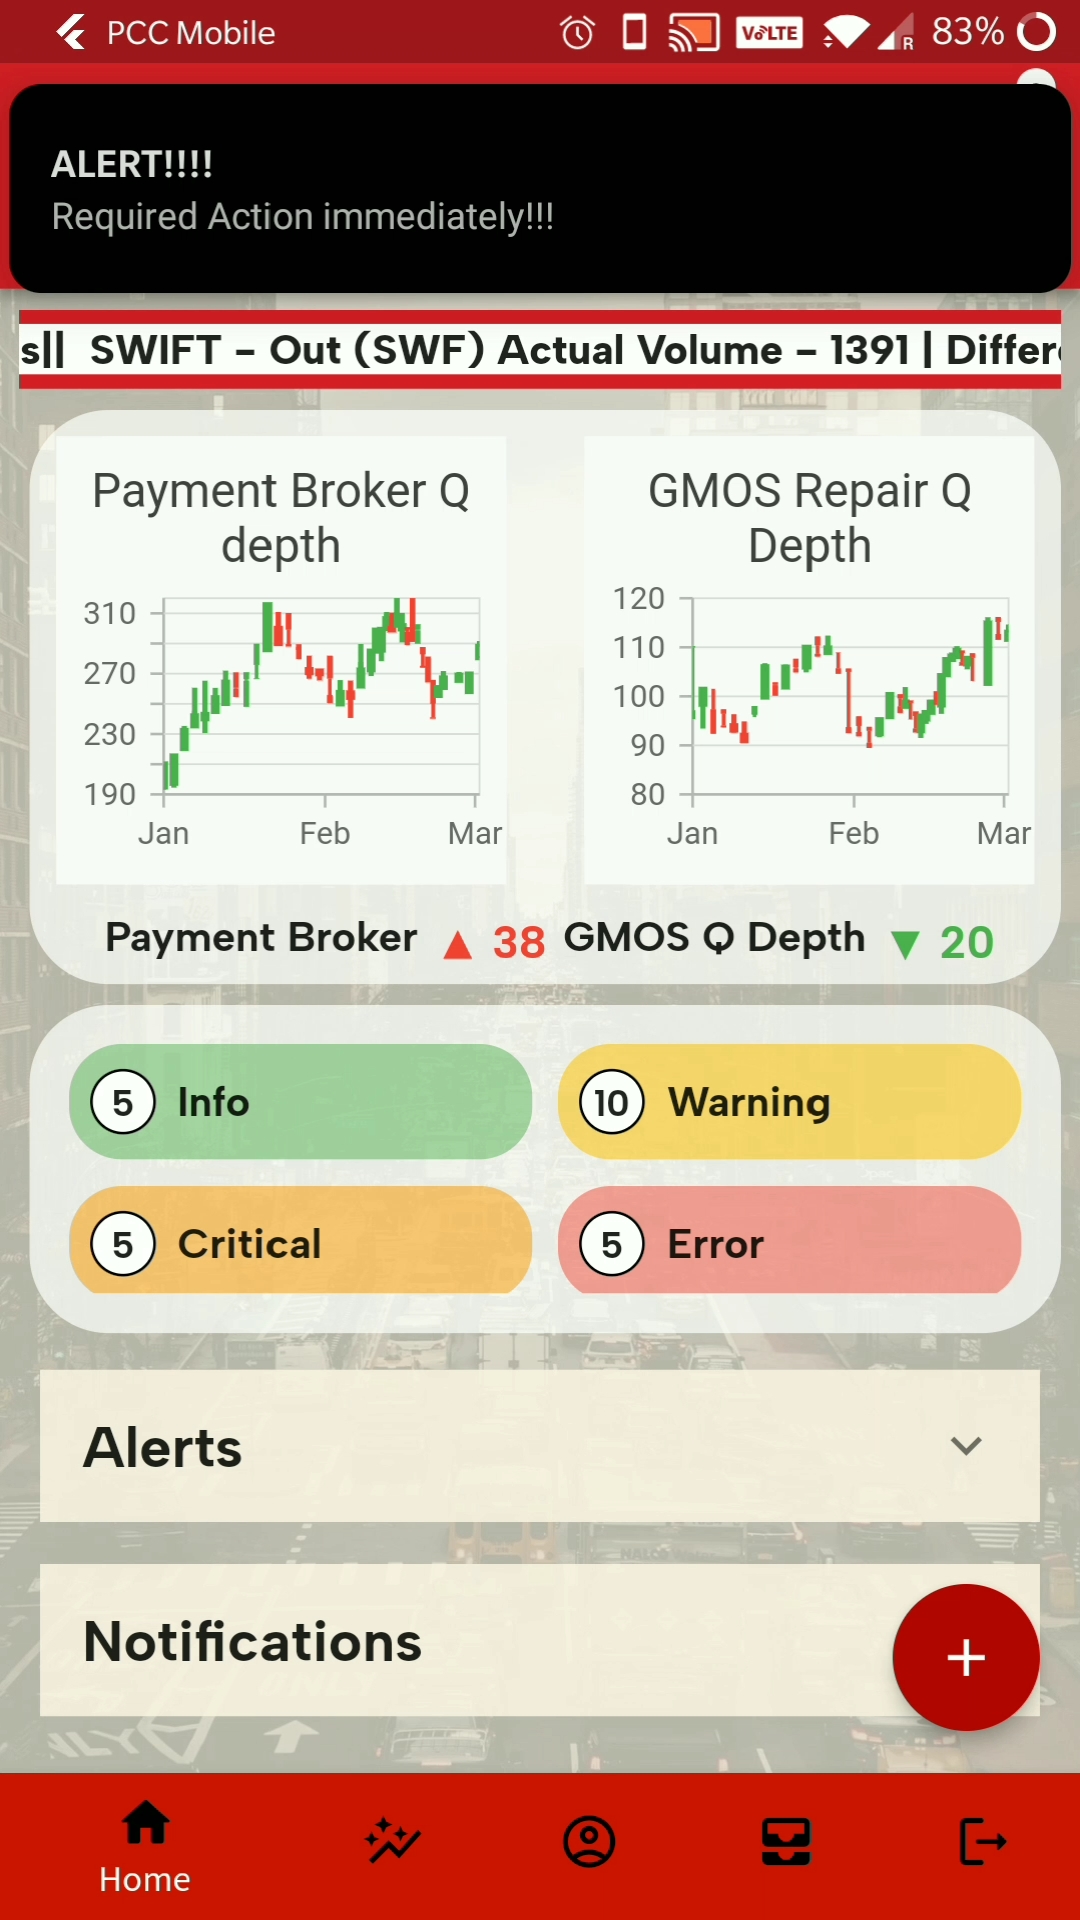 PCC Mobile
VoLTE
R
83%
ALERT!!!!
Required Action immediately!!!
s|| SWIFT - Out (SWF) Actual Volume - 1391 | Differ
Payment Broker Q
depth
310
270
230
190
Jan Feb Mar
GMOS Repair Q
Depth
120
110
100
90
80
Jan Feb Mar
Payment Broker ▲ 38
GMOS Q Depth ▼ 20
5 Info
10 Warning
5 Critical
5 Error
Alerts
Notifications
+
Home